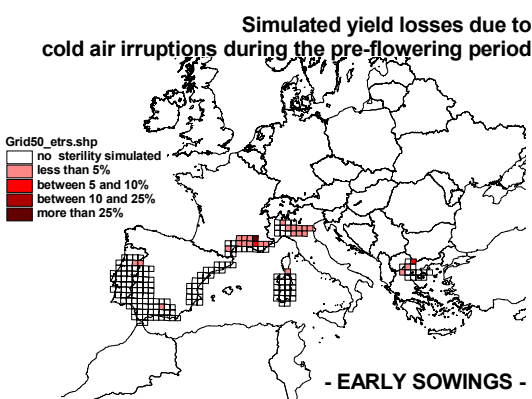 Simulated yield losses due to
cold air irruptions during the pre-flowering period
Grid50_etrs.shp
no sterility simulated
less than 5%
between 5 and 10%
between 10 and 25%
more than 25%
- EARLY SOWINGS -